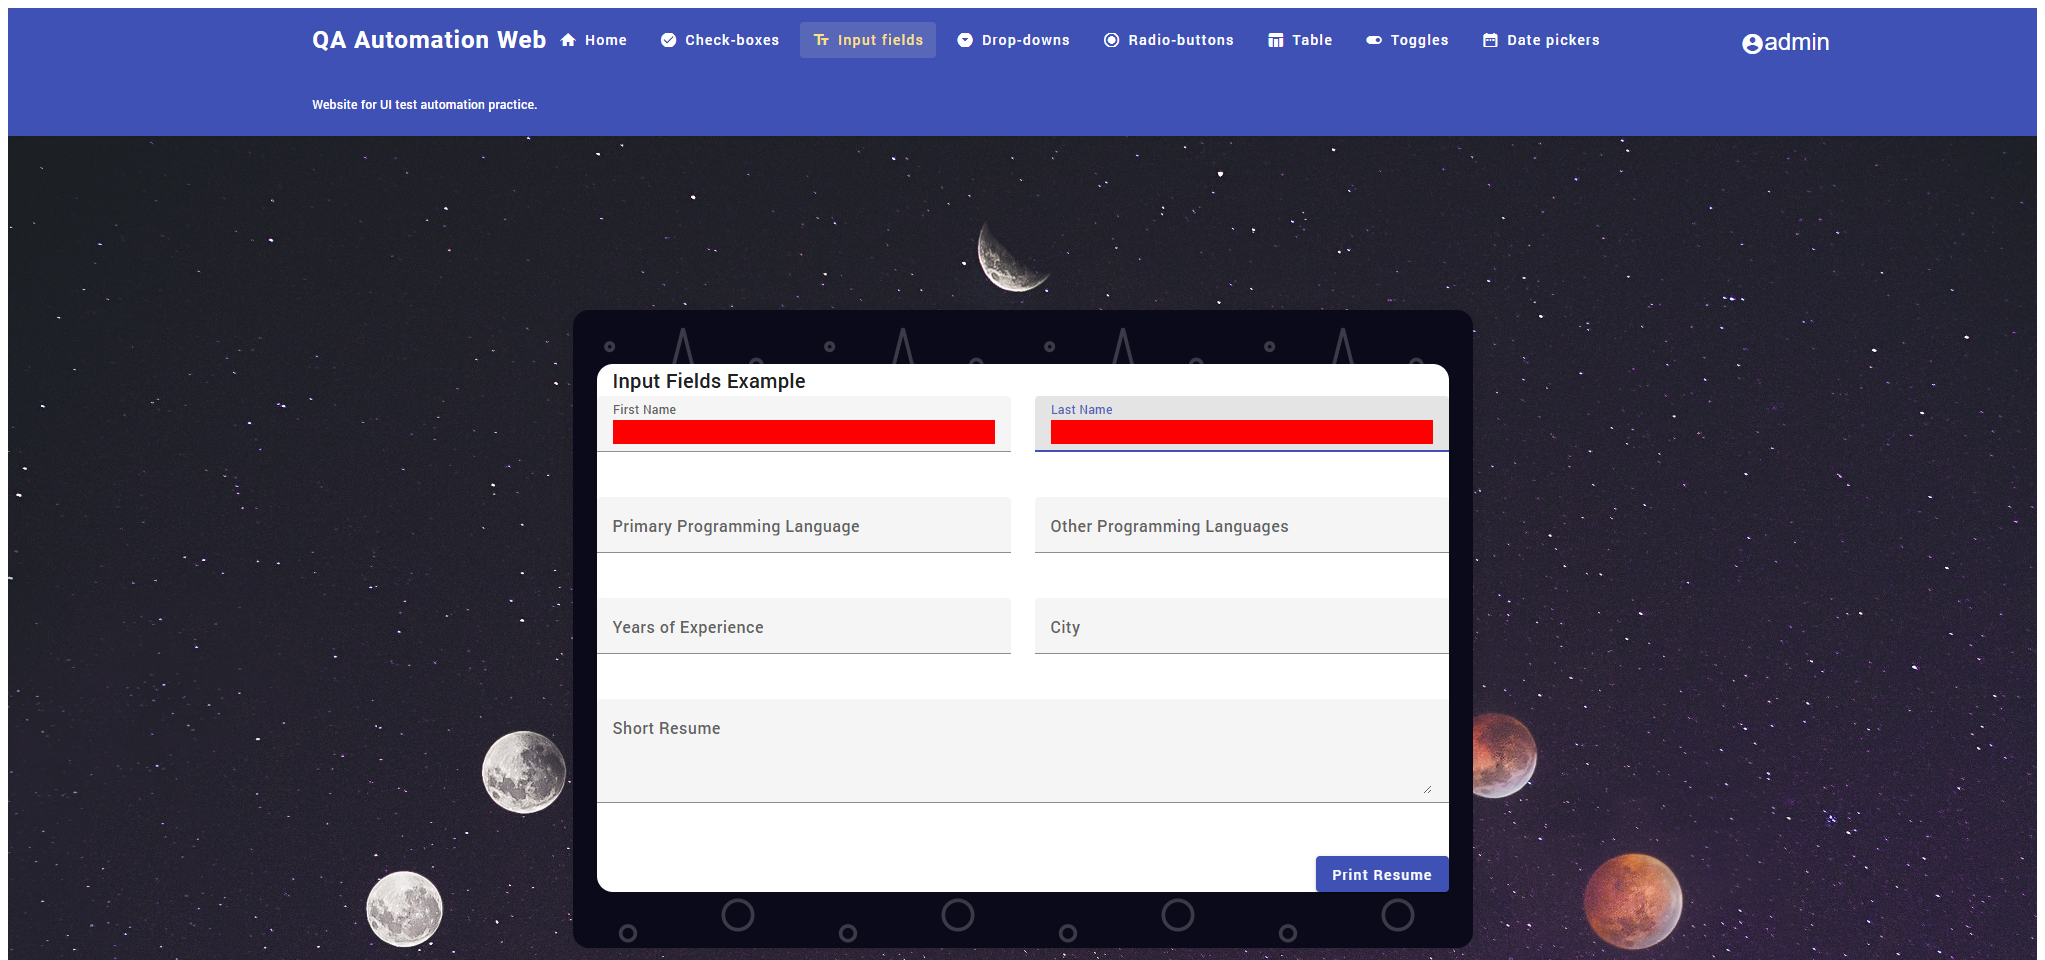 QA Automation Web Home Check-boxes Input fields Drop-downs Radio-buttons Table Toggles Date pickers admin
Website for UI test automation practice.
Input Fields Example
First Name Last Name
Primary Programming Language Other Programming Languages
Years of Experience City
Short Resume
Print Resume